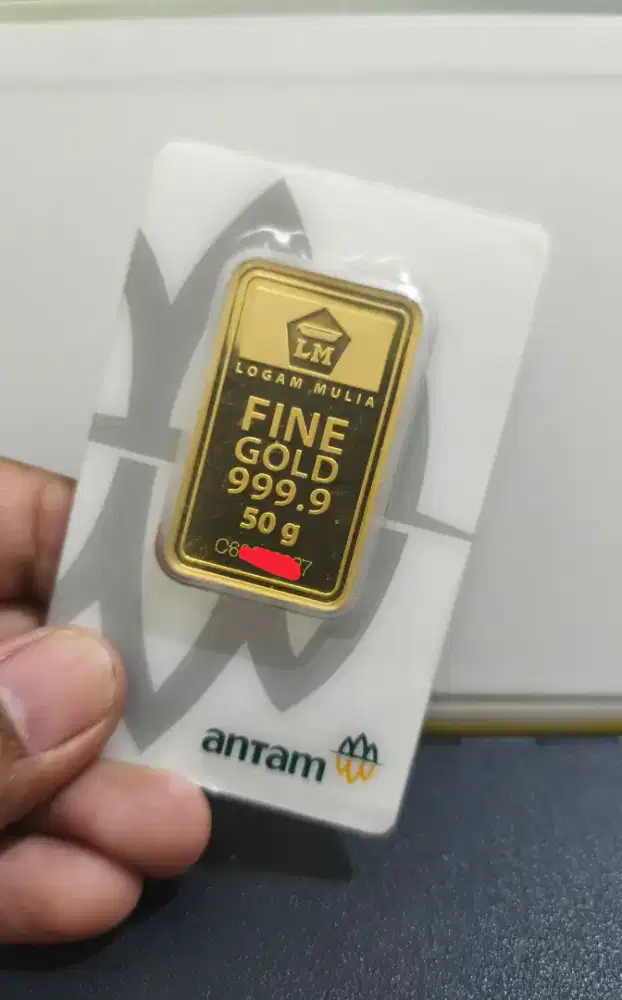 LM
LOGAM MULIA
FINE
GOLD
999.9
50 g
antam